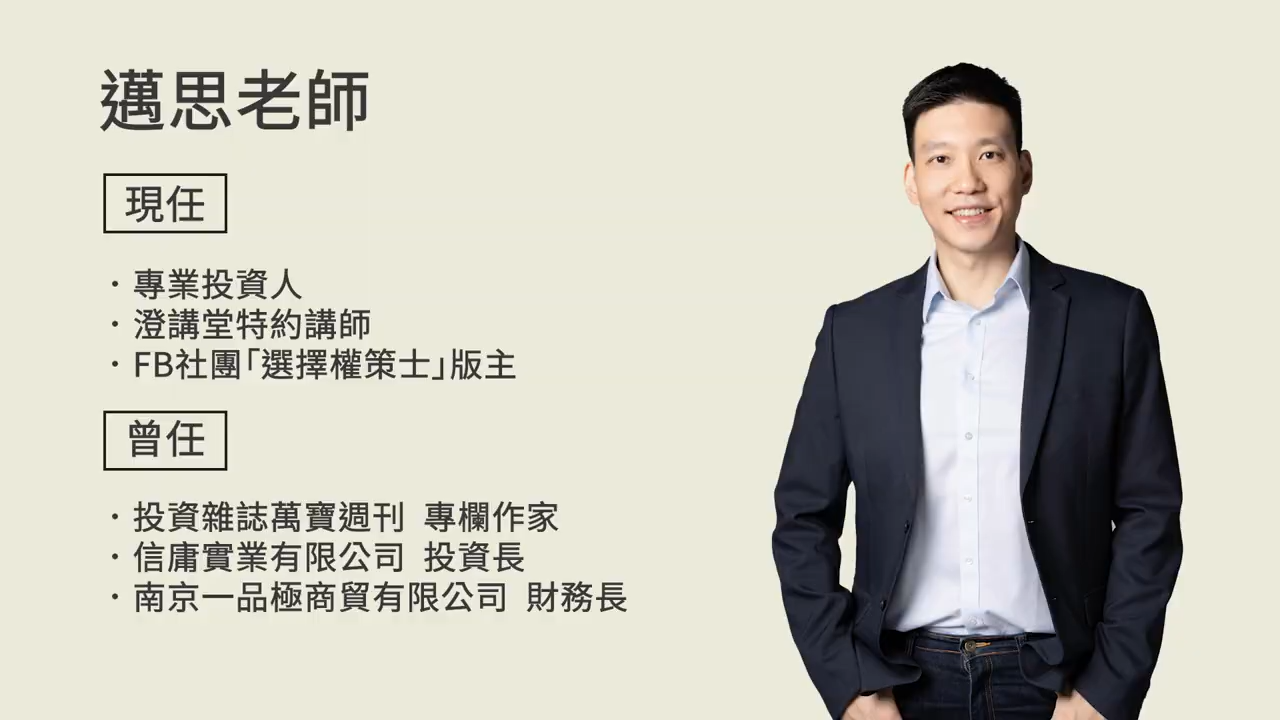 邁思老師
現任
・專業投資人
・澄講堂特約講師
・FB社團「選擇權策士」版主
曾任
・投資雜誌萬寶週刊 專欄作家
・信庸實業有限公司 投資長
・南京一品極商貿有限公司 財務長